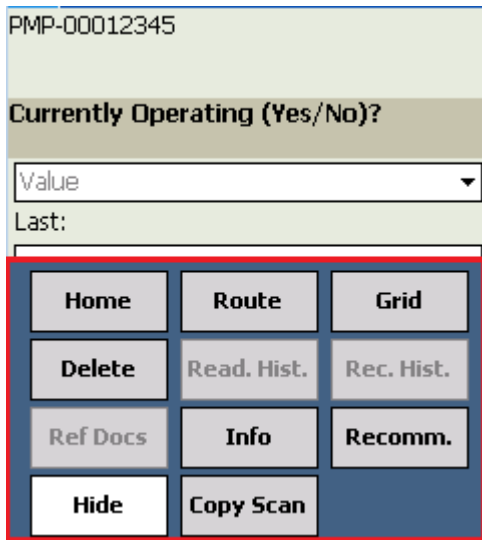 PMP-00012345
Currently Operating (Yes/No)?
Value
Last:
Home Route Grid
Delete Read. Hist. Rec. Hist.
Ref Docs Info Recomm.
Hide Copy Scan